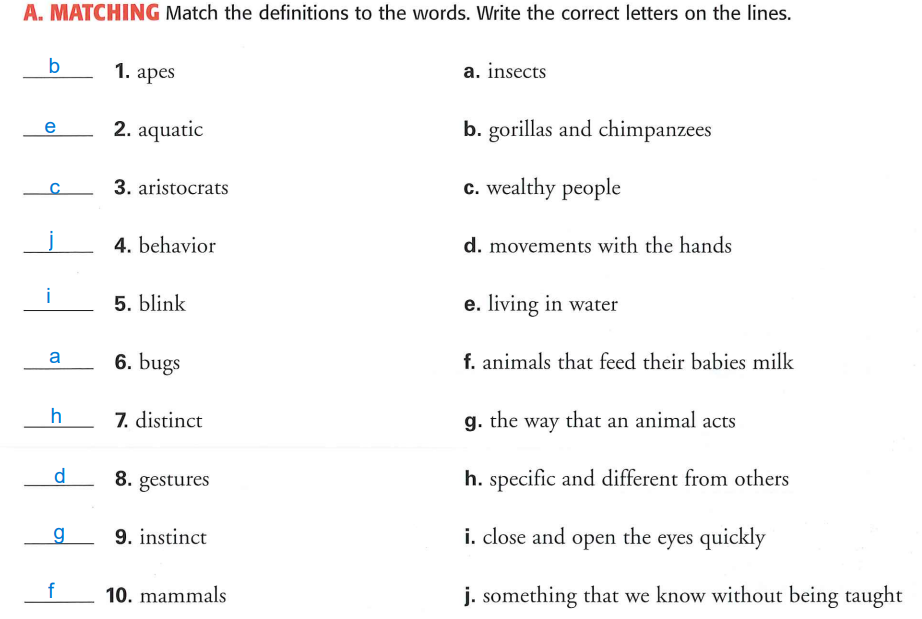 A. MATCHING Match the definitions to the words. Write the correct letters on the lines.
b 1. apes a. insects
e 2. aquatic b. gorillas and chimpanzees
c 3. aristocrats c. wealthy people
j 4. behavior d. movements with the hands
i 5. blink e. living in water
a 6. bugs f. animals that feed their babies milk
h 7. distinct g. the way that an animal acts
d 8. gestures h. specific and different from others
g 9. instinct i. close and open the eyes quickly
f 10. mammals j. something that we know without being taught